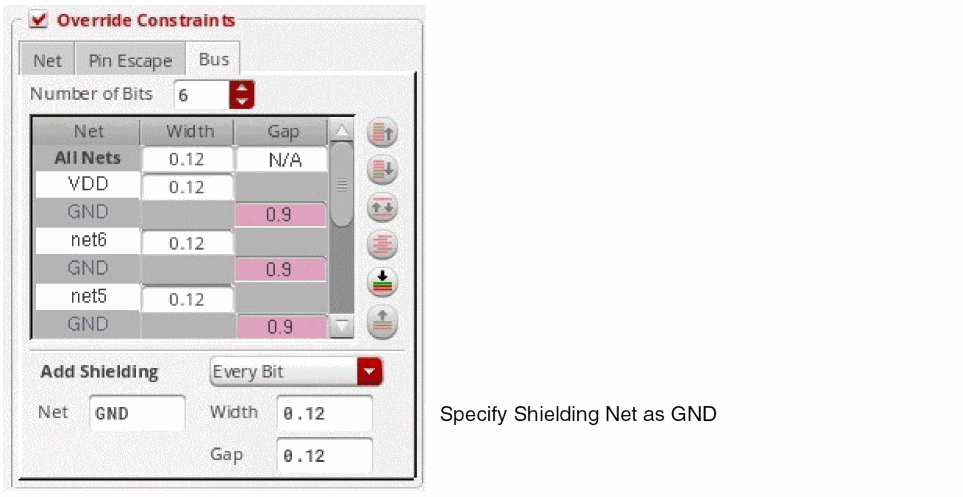 Override Constraints
Net Pin Escape Bus
Number of Bits 6
Net Width Gap
All Nets 0.12 N/A
VDD 0.12
GND 0.9
net6 0.12
GND 0.9
net5 0.12
GND 0.9
Add Shielding Every Bit
Net GND Width 0.12 Specify Shielding Net as GND
Gap 0.12